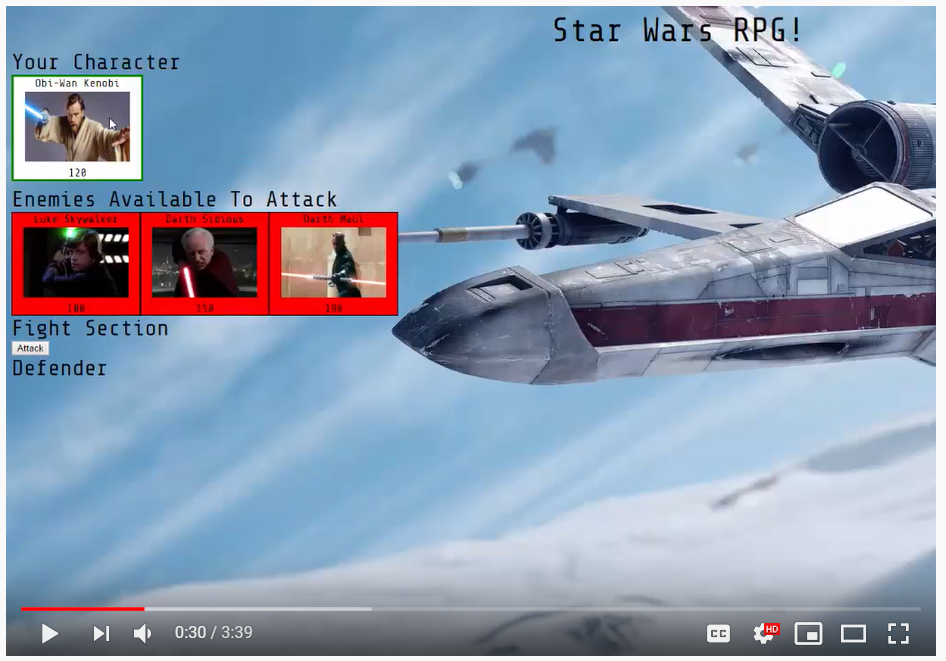 Star Wars RPG!
Your Character
Obi-Wan Kenobi
120
Enemies Available To Attack
Luke Skywalker Darth Sidious Darth Maul
100 150 180
Fight Section
Attack
Defender
0:30 / 3:39 CC HD